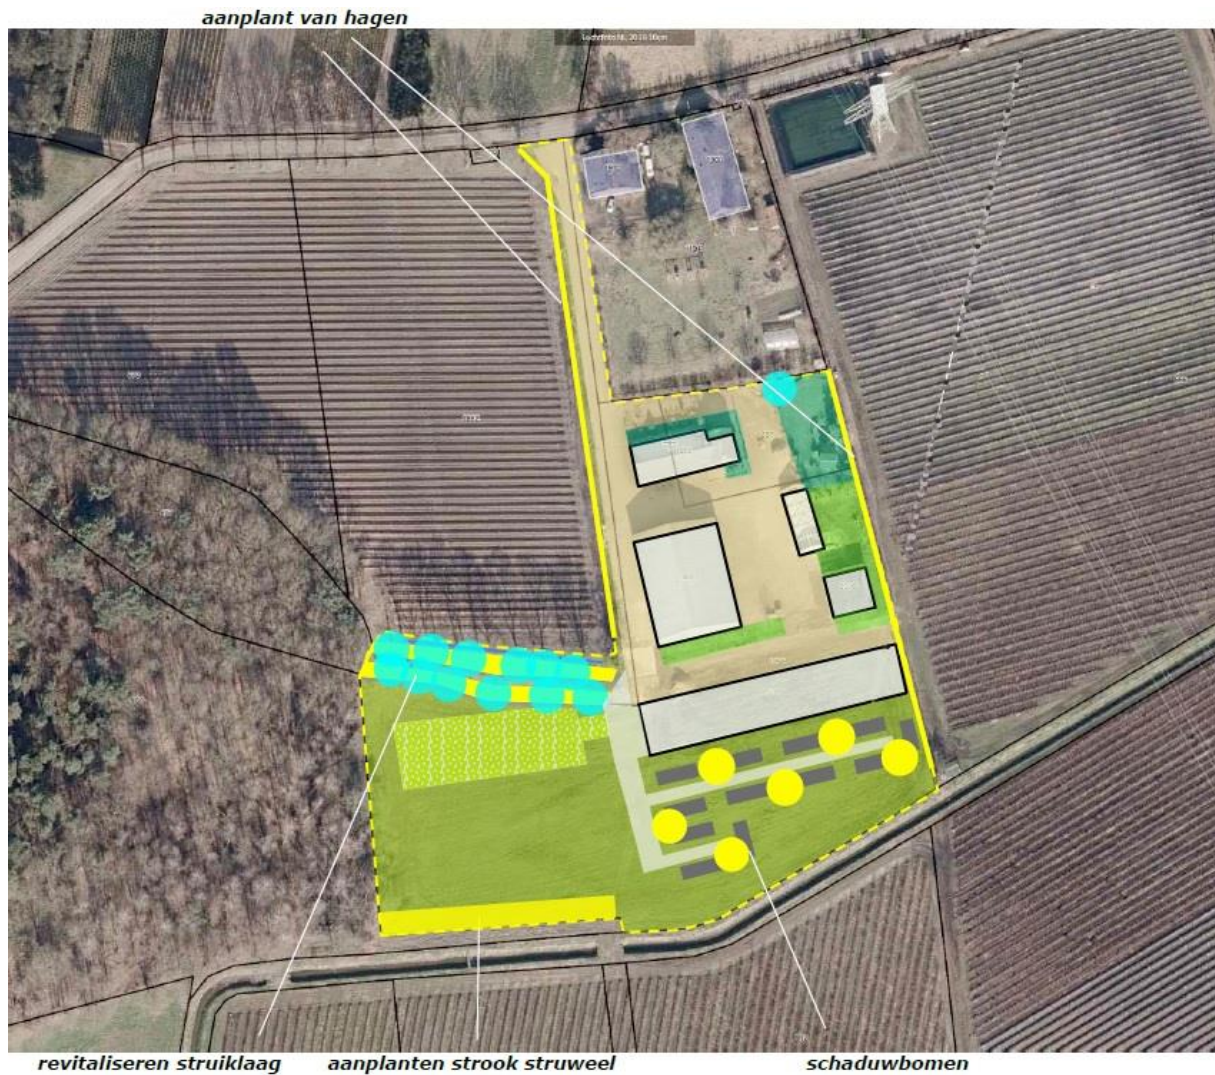 aanplant van hagen
revitaliseren struiklaag
aanplanten strook struweel
schaduwbomen